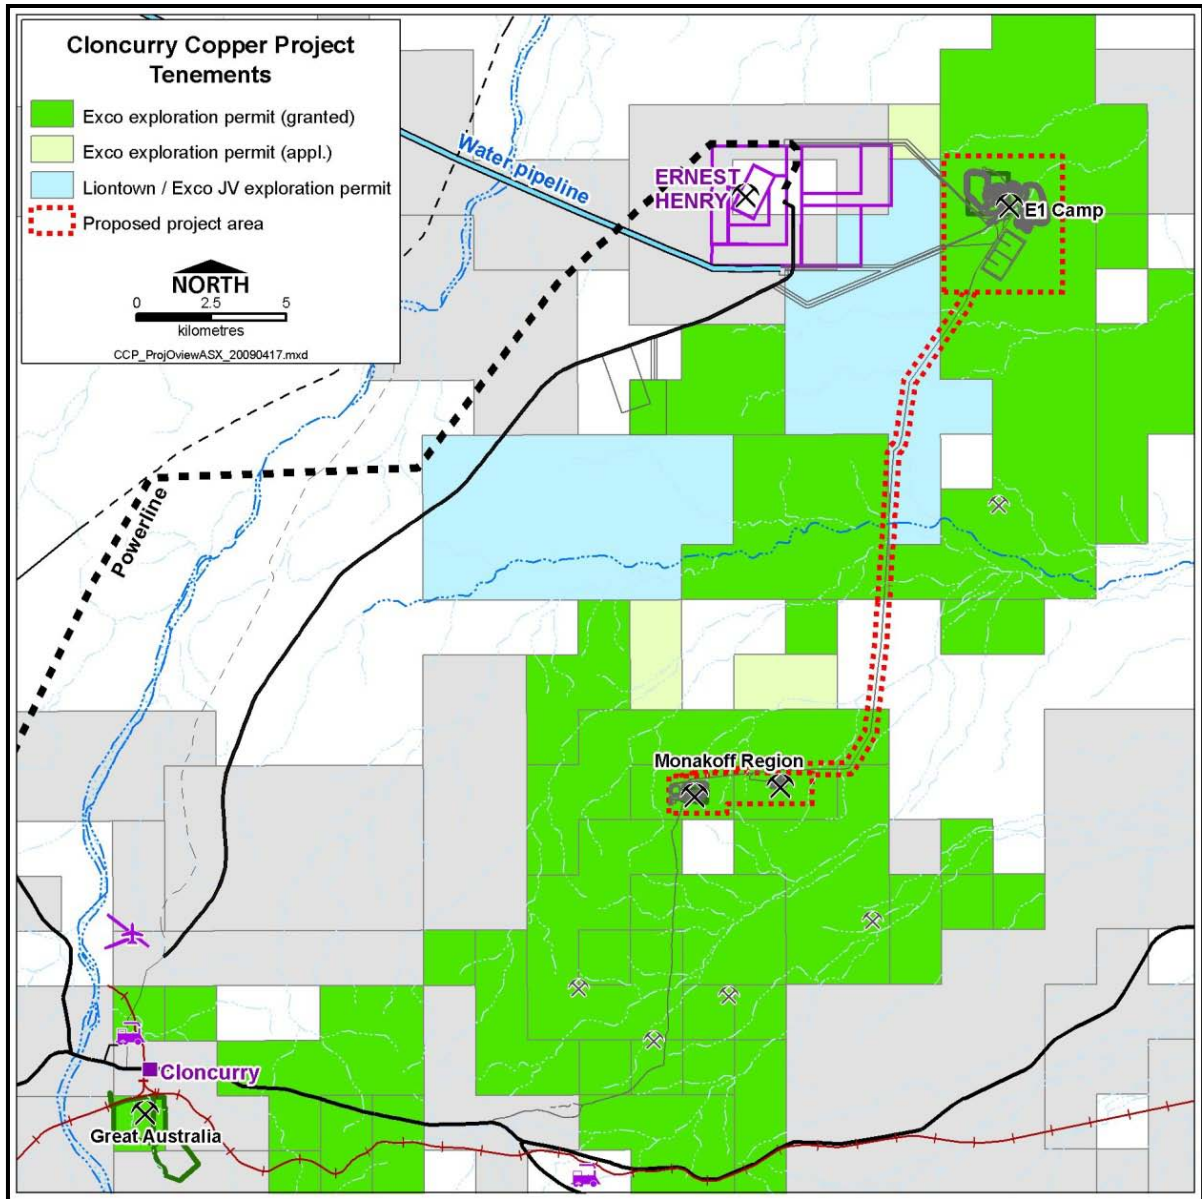 Cloncurry Copper Project
Tenements
Exco exploration permit (granted)
Exco exploration permit (appl.)
Liontown / Exco JV exploration permit
Proposed project area
NORTH
0 2.5 5
kilometres
CCP_ProjOviewASX_20090417.mxd
Water pipeline
ERNEST
HENRY
E1 Camp
Powerline
Monakoff Region
Cloncurry
Great Australia